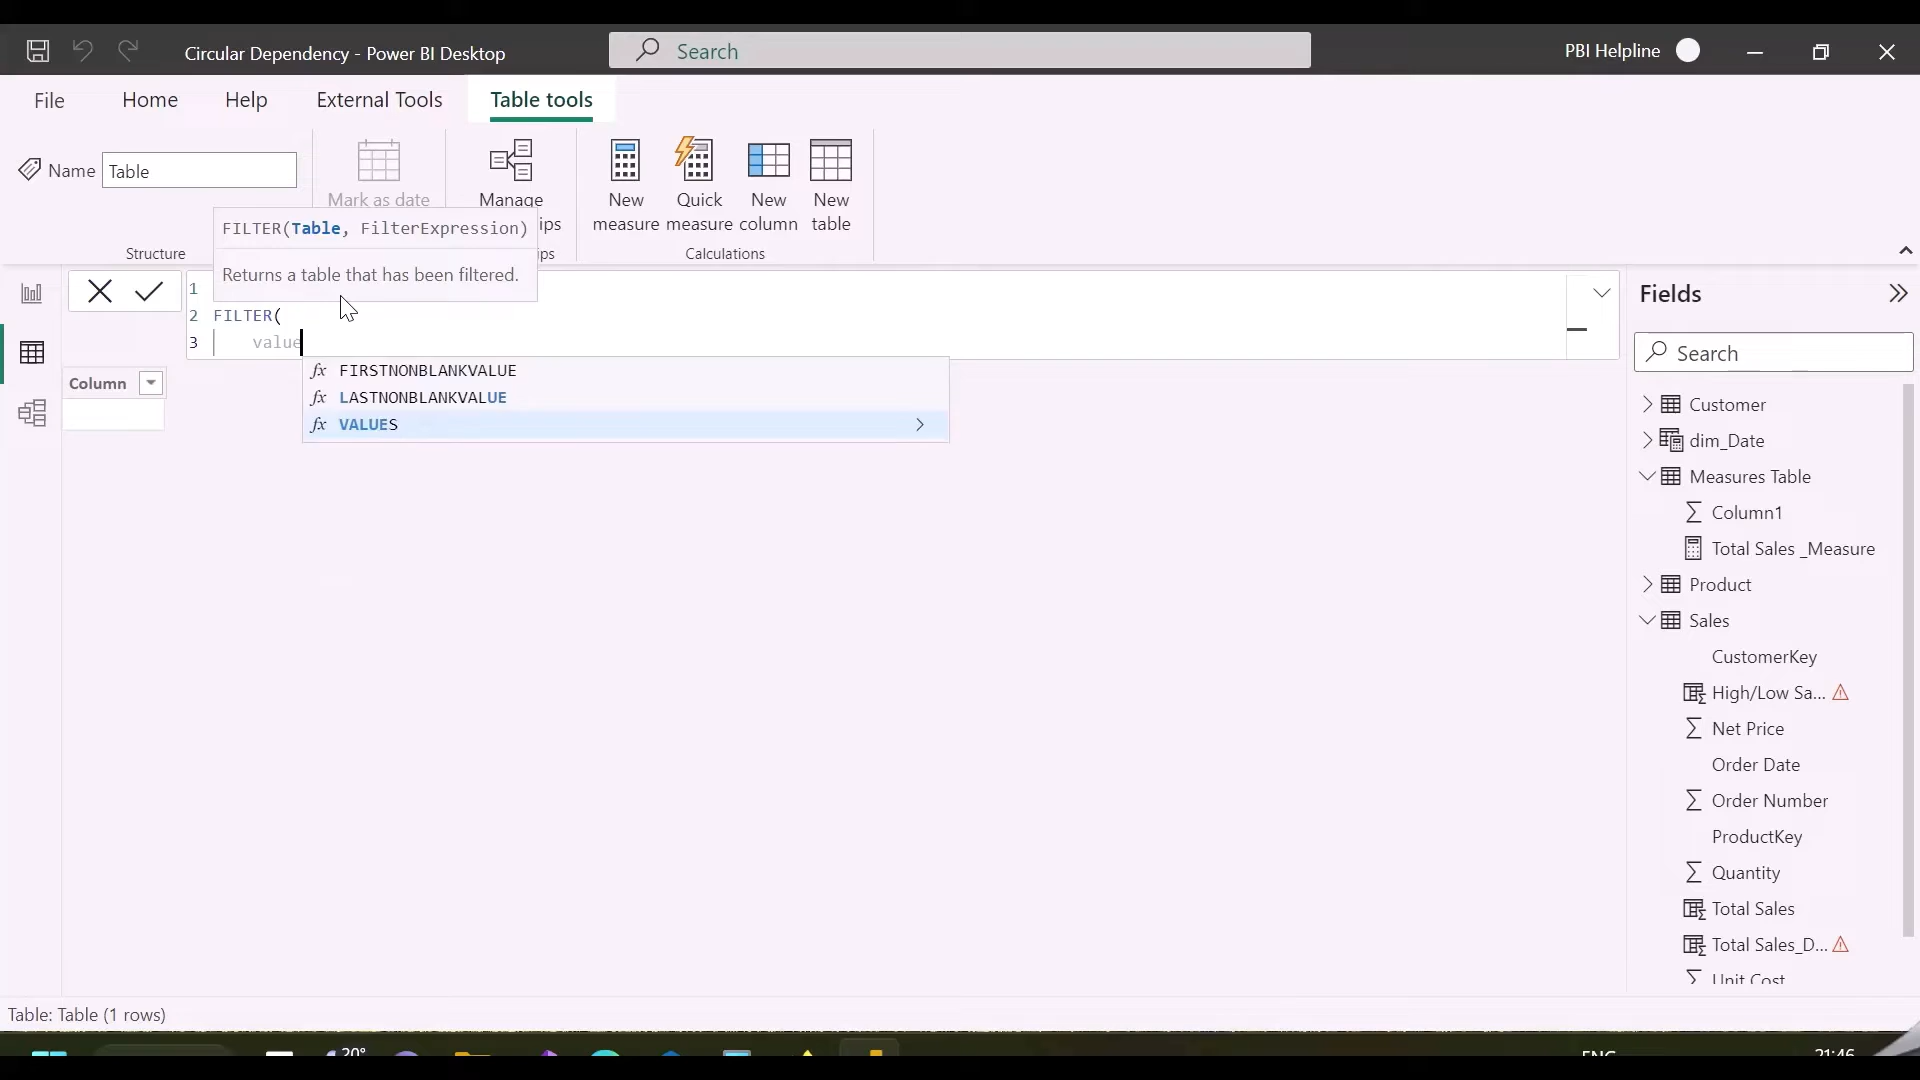 Circular Dependency - Power BI Desktop
Search
PBI Helpline
File
Home
Help
External Tools
Table tools
Name
Table
Mark as date
Manage
ips
New
measure
Quick
measure
New
column
New
table
Structure
ips
Calculations
FILTER(Table, FilterExpression)
Returns a table that has been filtered.
1
2 FILTER(
3 value
FIRSTNONBLANKVALUE
LASTNONBLANKVALUE
VALUES
Column
Fields
Search
Customer
dim_Date
Measures Table
Column1
Total Sales _Measure
Product
Sales
CustomerKey
High/Low Sa...
Net Price
Order Date
Order Number
ProductKey
Quantity
Total Sales
Total Sales_D...
Unit Cost
Table: Table (1 rows)
20°
ENG
21:46